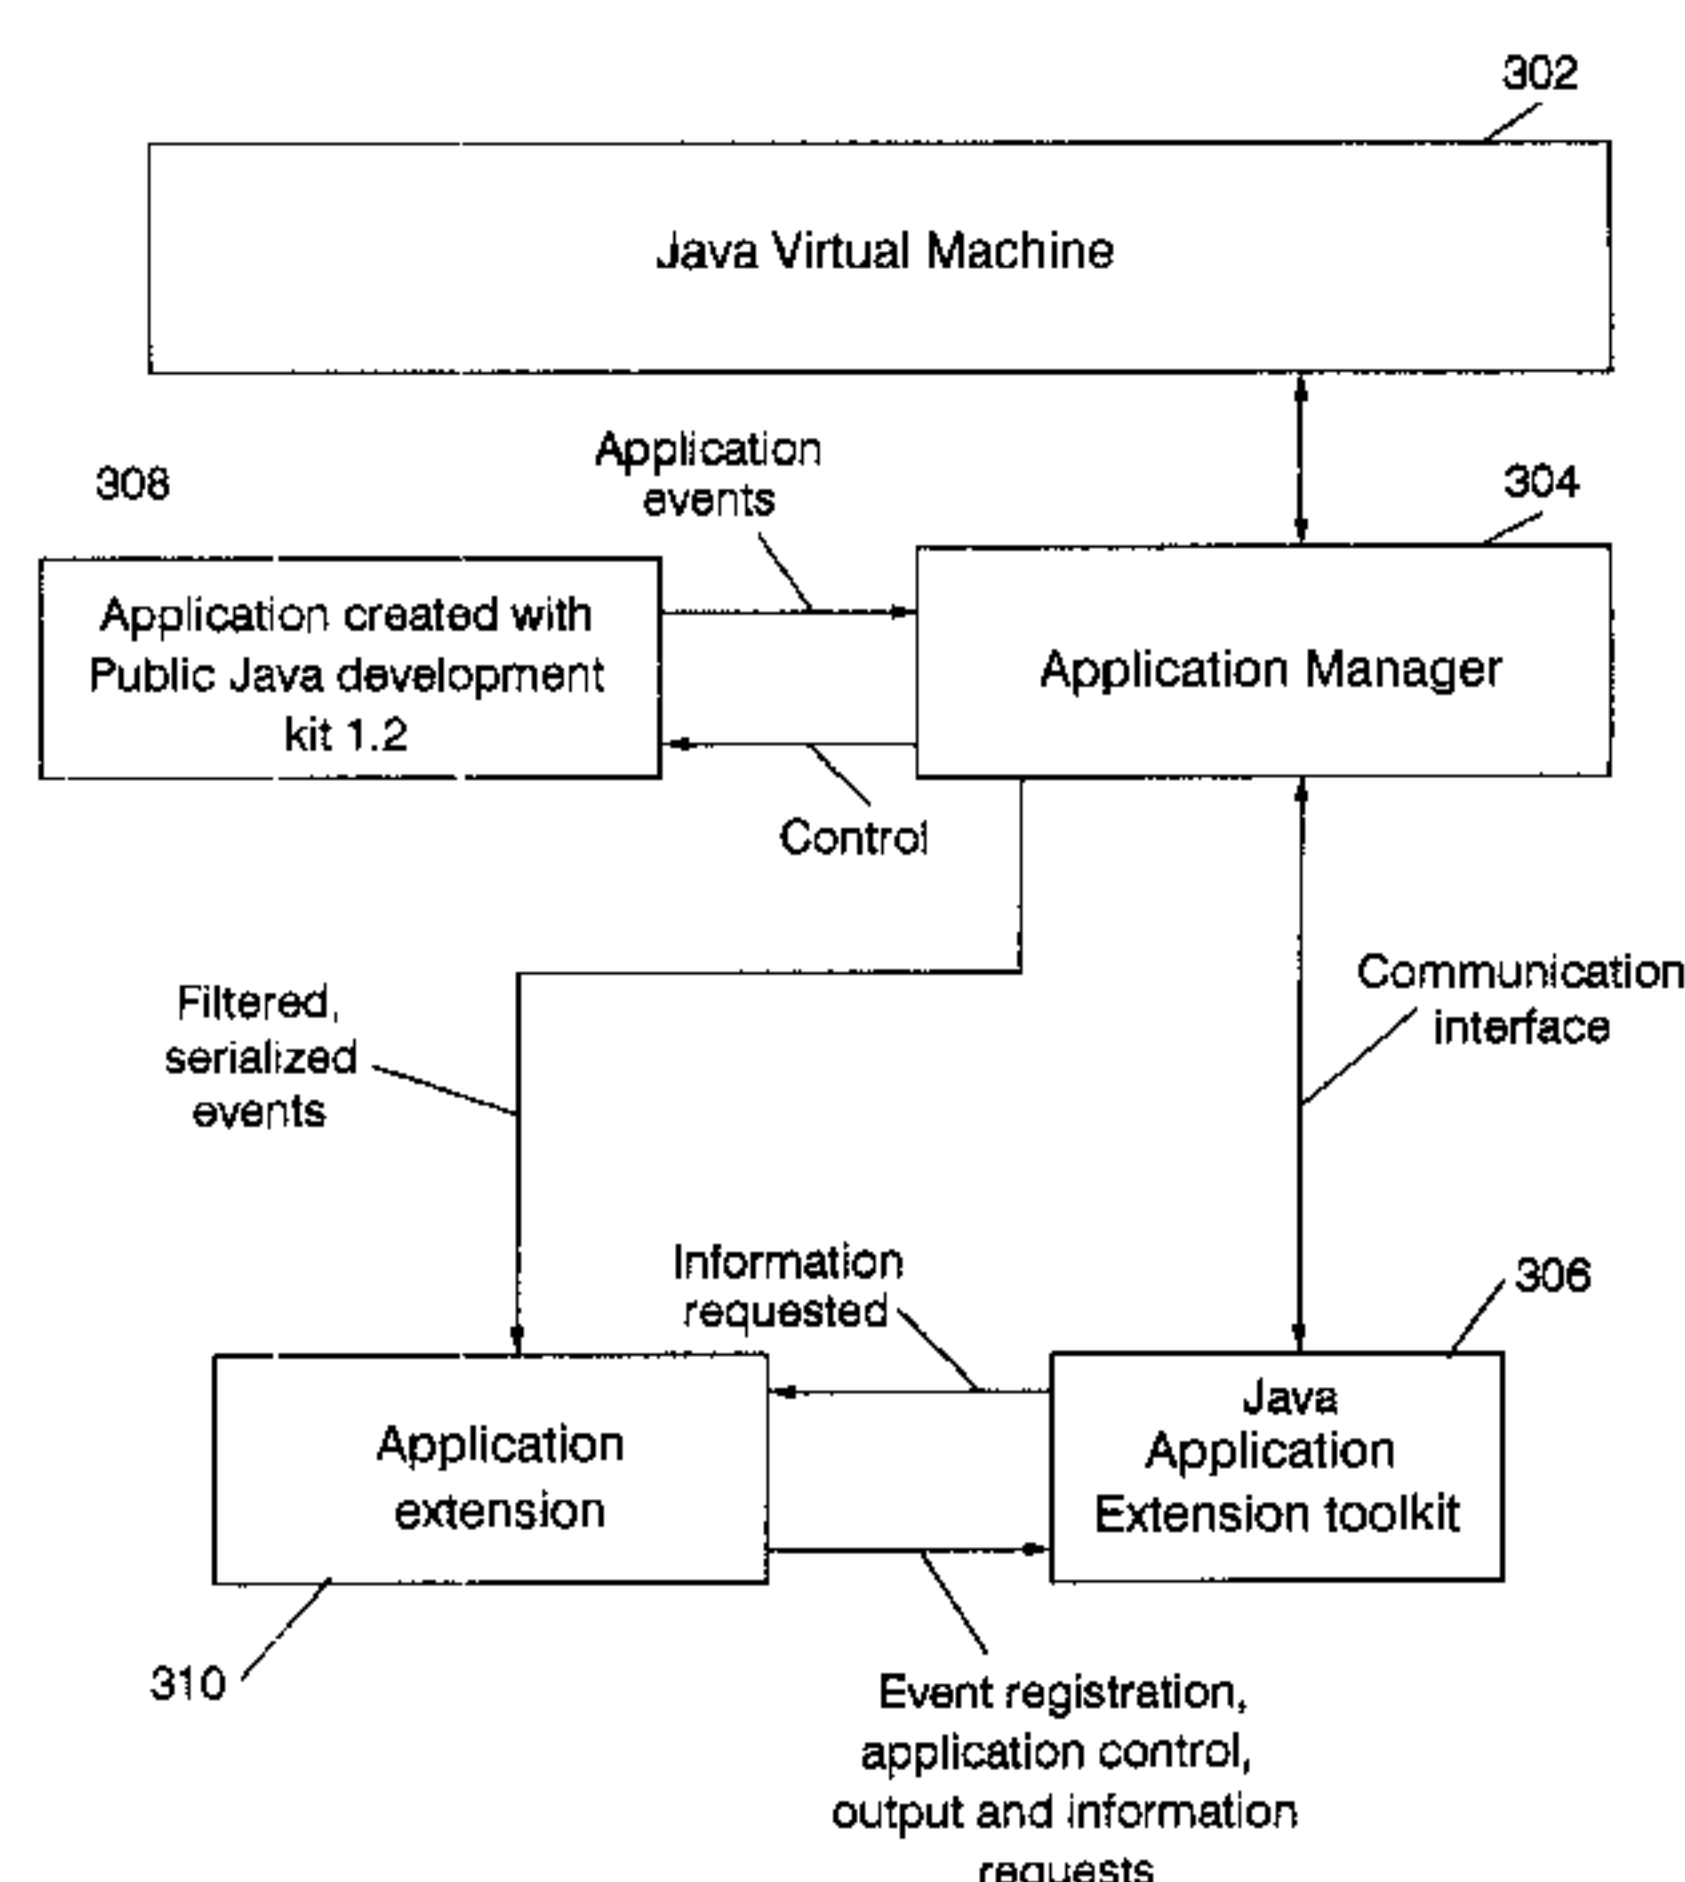 302
Java Virtual Machine
Application
events
308
304
Application created with
Public Java development
kit 1.2
Application Manager
Control
Communication
interface
Filtered,
serialized
events
Information
requested
306
Application
extension
Java
Application
Extension toolkit
310
Event registration,
application control,
output and information
requests